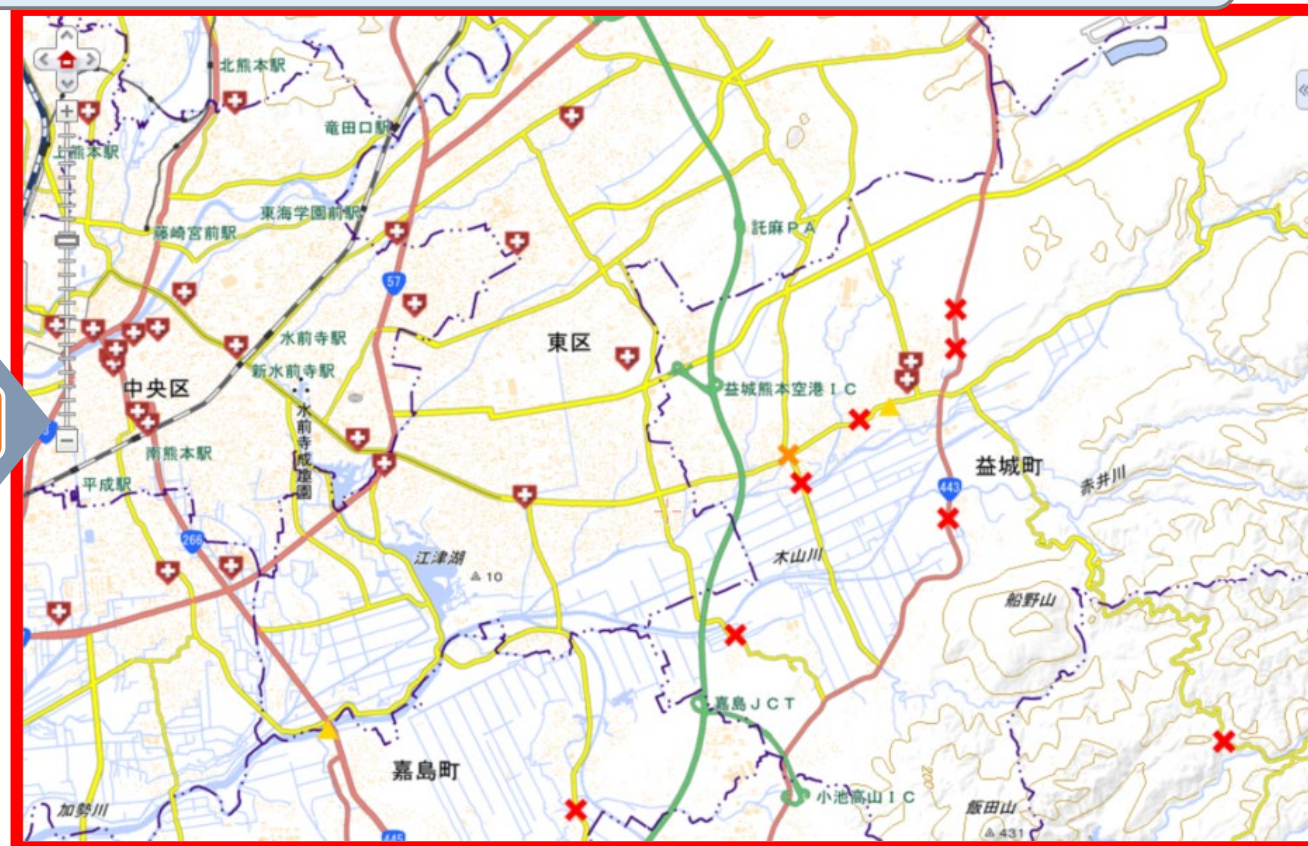 北熊本駅
竜田口駅
上熊本駅
東海学園前駅
藤崎宮前駅
託麻PA
57
水前寺駅
東区
新水前寺駅
中央区
益城熊本空港IC
水前寺成趣園
南熊本駅
平成駅
益城町
赤井川
443
266
江津湖
10
木山川
船野山
嘉島JCT
嘉島町
小池高山IC
加勢川
飯田山
431
445